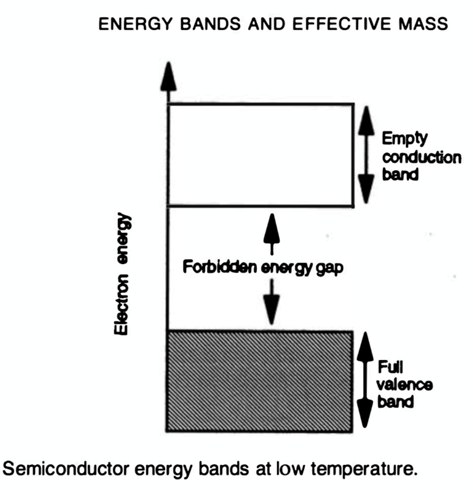 ENERGY BANDS AND EFFECTIVE MASS
Empty
conduction
band
Electron energy
Forbidden energy gap
Full
valence
band
Semiconductor energy bands at low temperature.